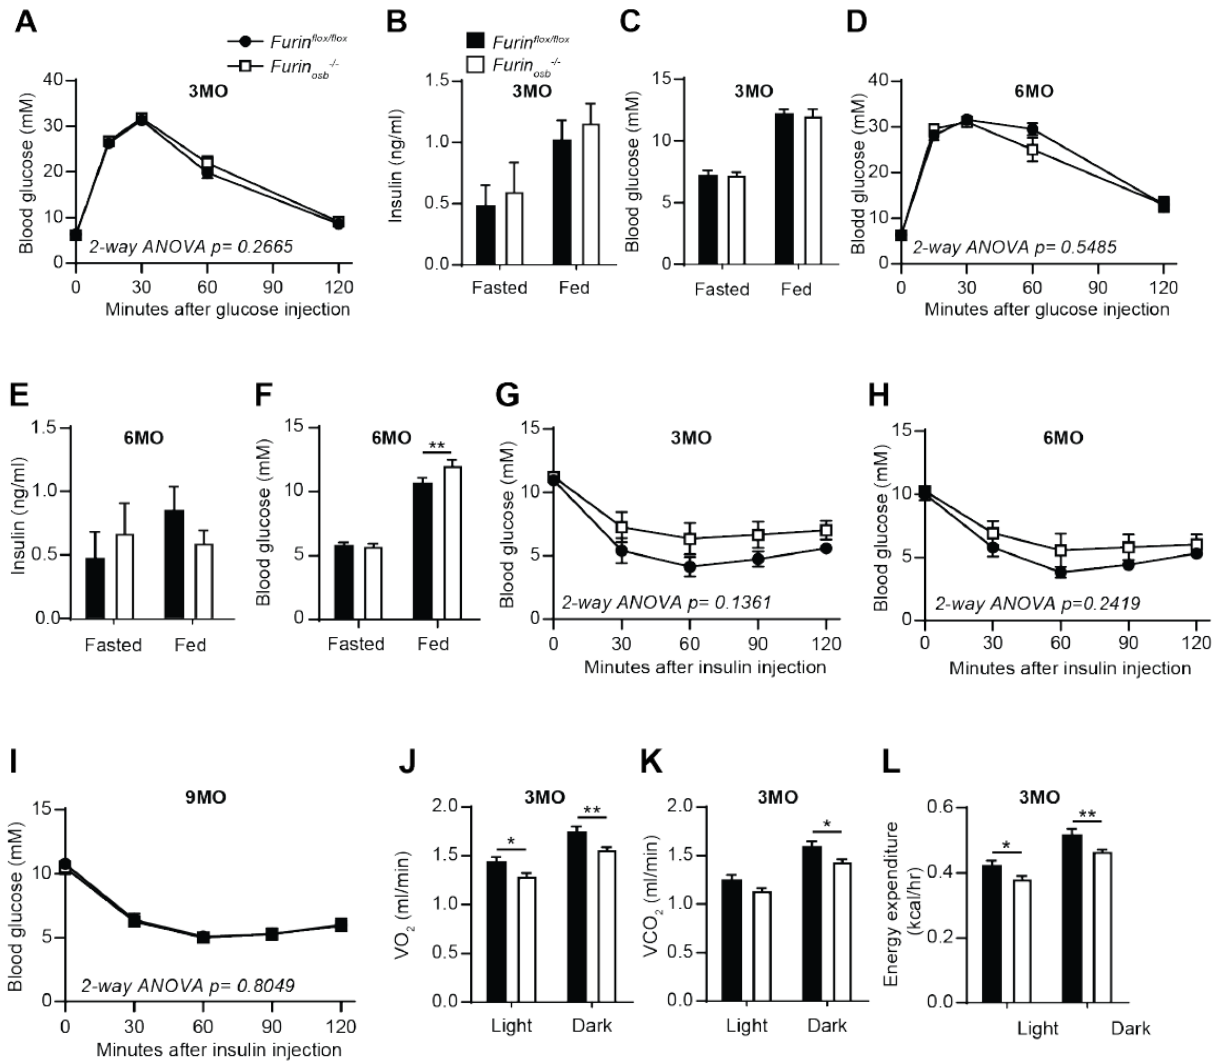 A
Furin^flox/flox
Furin_osb^-/-
3MO
Blood glucose (mM)
40
30
20
10
0
2-way ANOVA p= 0.2665
0 30 60 90 120
Minutes after glucose injection
B
Furin^flox/flox
Furin_osb^-/-
3MO
Insulin (ng/ml)
1.5
1.0
0.5
0.0
Fasted Fed
C
3MO
Blood glucose (mM)
15
10
5
0
Fasted Fed
D
6MO
Blodd glucose (mM)
40
30
20
10
0
2-way ANOVA p= 0.5485
0 30 60 90 120
Minutes after glucose injection
E
6MO
Insulin (ng/ml)
1.5
1.0
0.5
0.0
Fasted Fed
F
6MO
**
Blood glucose (mM)
15
10
5
0
Fasted Fed
G
3MO
Blood glucose (mM)
15
10
5
0
2-way ANOVA p= 0.1361
0 30 60 90 120
Minutes after insulin injection
H
6MO
Blood glucose (mM)
15
10
5
0
2-way ANOVA p=0.2419
0 30 60 90 120
Minutes after insulin injection
I
9MO
Blood glucose (mM)
15
10
5
0
2-way ANOVA p= 0.8049
0 30 60 90 120
Minutes after insulin injection
J
3MO
* **
VO2 (ml/min)
2.0
1.5
1.0
0.5
0.0
Light Dark
K
3MO
*
VCO2 (ml/min)
2.0
1.5
1.0
0.5
0.0
Light Dark
L
3MO
* **
Energy expenditure
(kcal/hr)
0.6
0.4
0.2
0.0
Light Dark